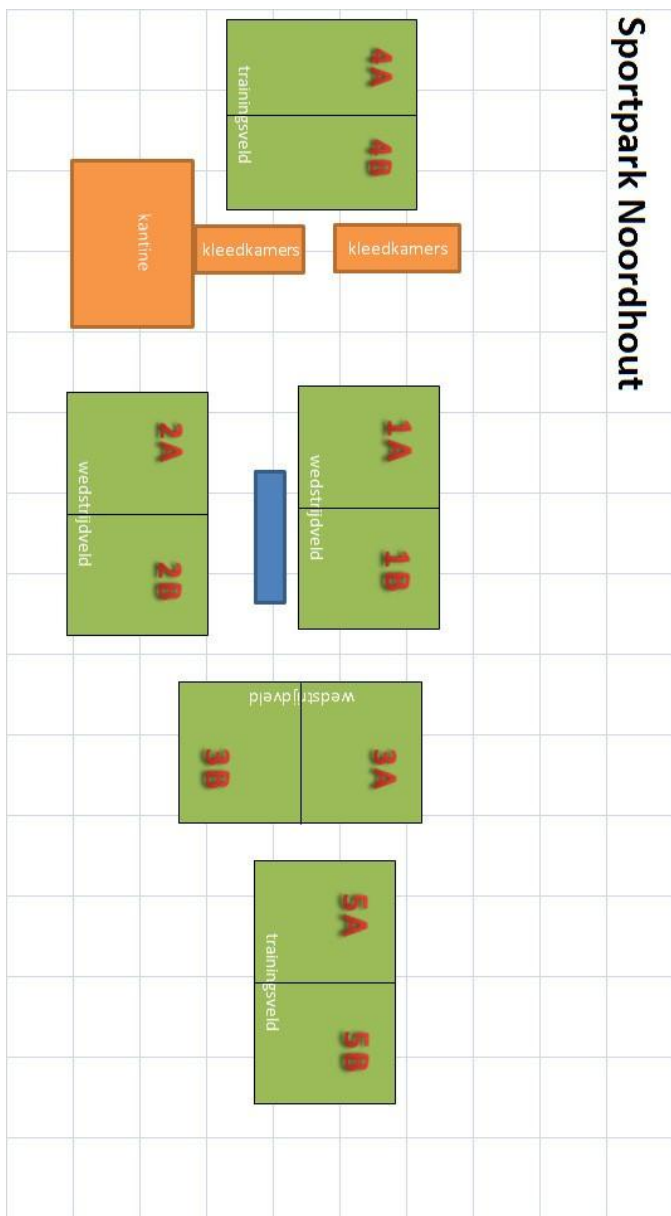 Sportpark Noordhout
4A
4B
trainingsveld
kantine
kleedkamers
kleedkamers
1A
1B
wedstrijdveld
2A
2B
wedstrijdveld
wedstrijdveld
3A
3B
5A
5B
trainingsveld